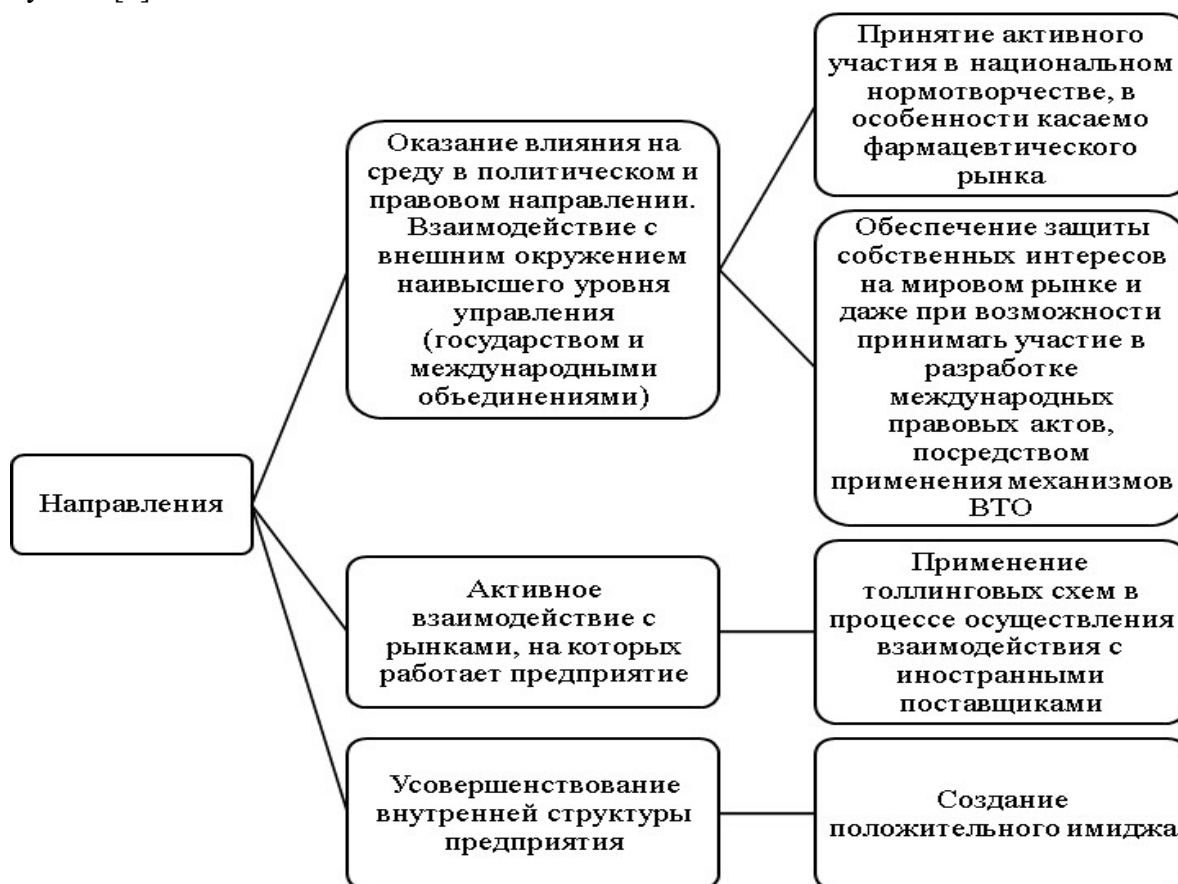 Принятие активного
участия в национальном
нормотворчестве, в
особенности касаемо
фармацевтического
рынка
Оказание влияния на
среду в политическом и
правовом направлении.
Взаимодействие с
внешним окружением
наивысшего уровня
управления
(государством и
международными
объединениями)
Обеспечение защиты
собственных интересов
на мировом рынке и
даже при возможности
принимать участие в
разработке
международных
правовых актов,
посредством
применения механизмов
ВТО
Направления
Активное
взаимодействие с
рынками, на которых
работает предприятие
Применение
толлинговых схем в
процессе осуществления
взаимодействия с
иностранными
поставщиками
Усовершенствование
внутренней структуры
предприятия
Создание
положительного имиджа